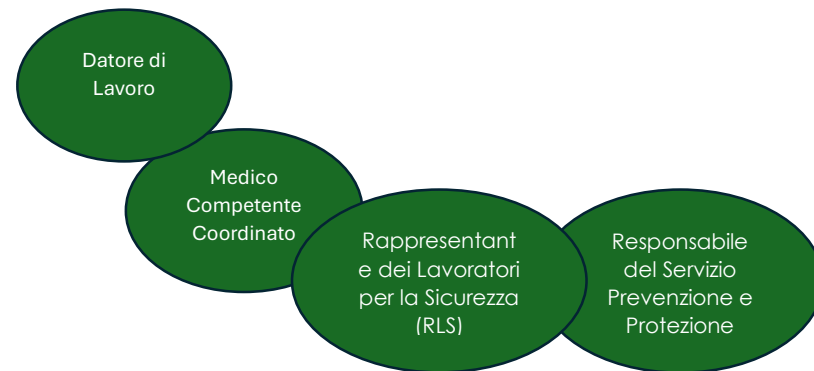 Datore di
Lavoro
Medico
Competente
Coordinato
Rappresentant
e dei Lavoratori
per la Sicurezza
(RLS)
Responsabile
del Servizio
Prevenzione e
Protezione